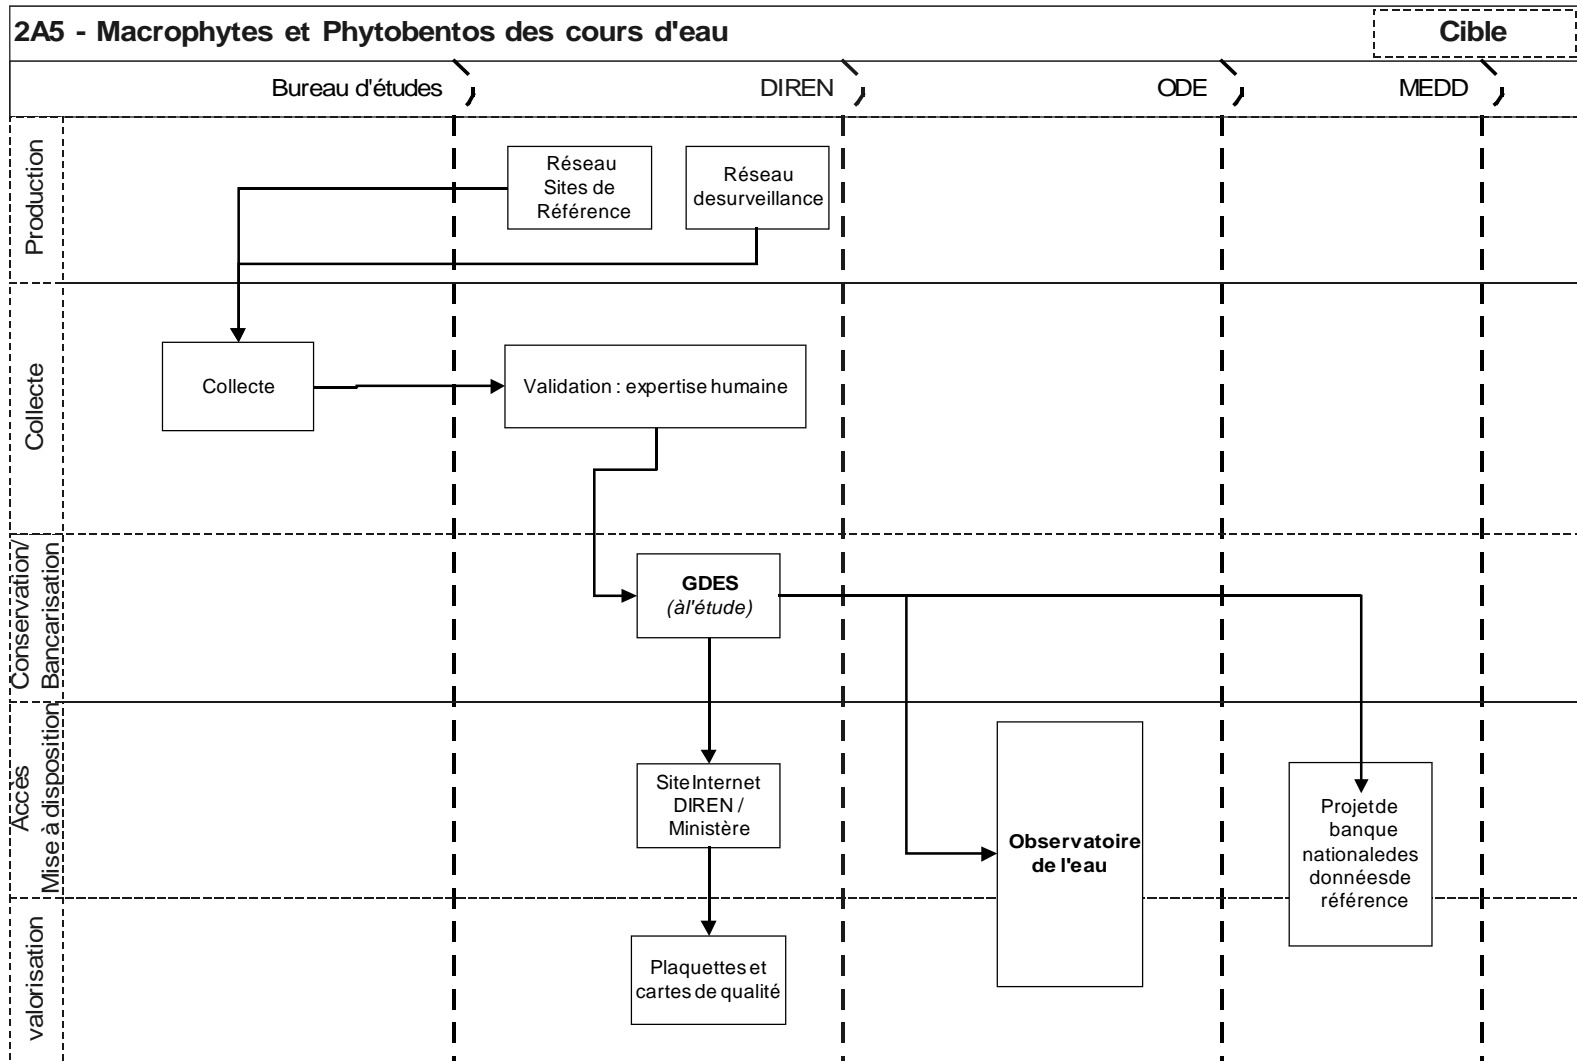 2A5 - Macrophytes et Phytobentos des cours d'eau
Cible
Bureau d'études
DIREN
ODE
MEDD
Production
Réseau
Sites de
Référence
Réseau
desurveillance
Collecte
Collecte
Validation : expertise humaine
Conservation/
Bancarisation
GDES
(àl'étude)
Accès
Mise à disposition
SiteInternet
DIREN /
Ministère
Observatoire
de l'eau
Projetde
banque
nationaledes
donnéesde
référence
valorisation
Plaquettes et
cartes de qualité